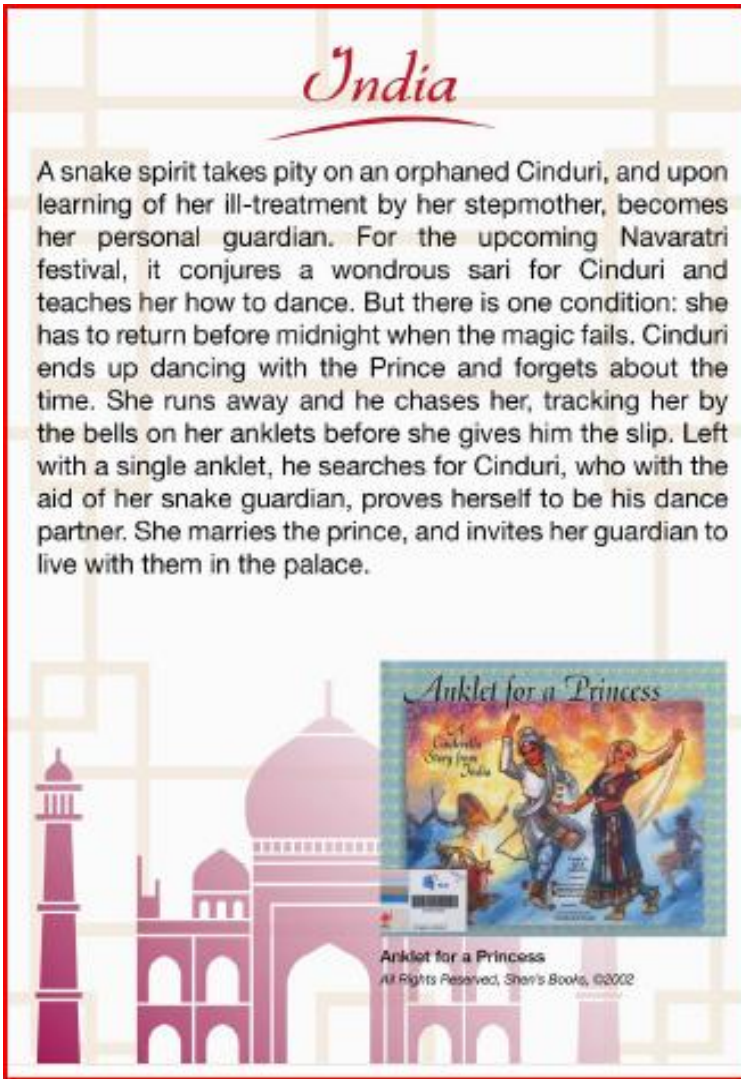 India
A snake spirit takes pity on an orphaned Cinduri, and upon
learning of her ill-treatment by her stepmother, becomes
her personal guardian. For the upcoming Navaratri
festival, it conjures a wondrous sari for Cinduri and
teaches her how to dance. But there is one condition: she
has to return before midnight when the magic fails. Cinduri
ends up dancing with the Prince and forgets about the
time. She runs away and he chases her, tracking her by
the bells on her anklets before she gives him the slip. Left
with a single anklet, he searches for Cinduri, who with the
aid of her snake guardian, proves herself to be his dance
partner. She marries the prince, and invites her guardian to
live with them in the palace.
Anklet for a Princess
A
Cinderella
Story from
India
Anklet for a Princess
All Rights Reserved, Shen's Books, ©2002